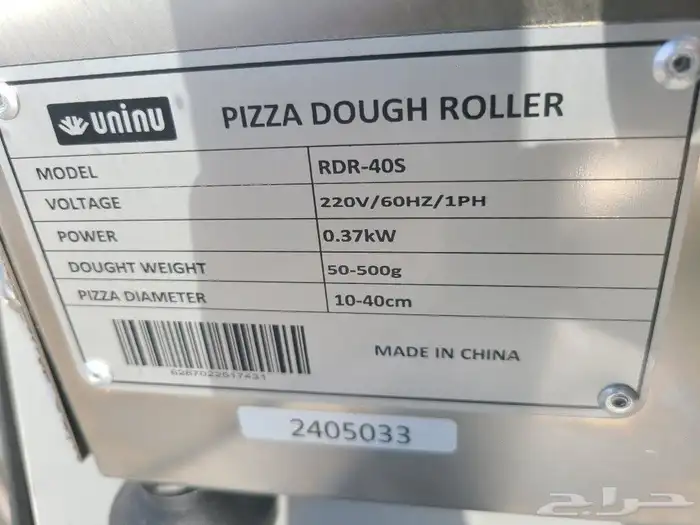 uninu PIZZA DOUGH ROLLER
MODEL RDR-40S
VOLTAGE 220V/60HZ/1PH
POWER 0.37kW
DOUGHT WEIGHT 50-500g
PIZZA DIAMETER 10-40cm
6287022517431
MADE IN CHINA
2405033
حراج